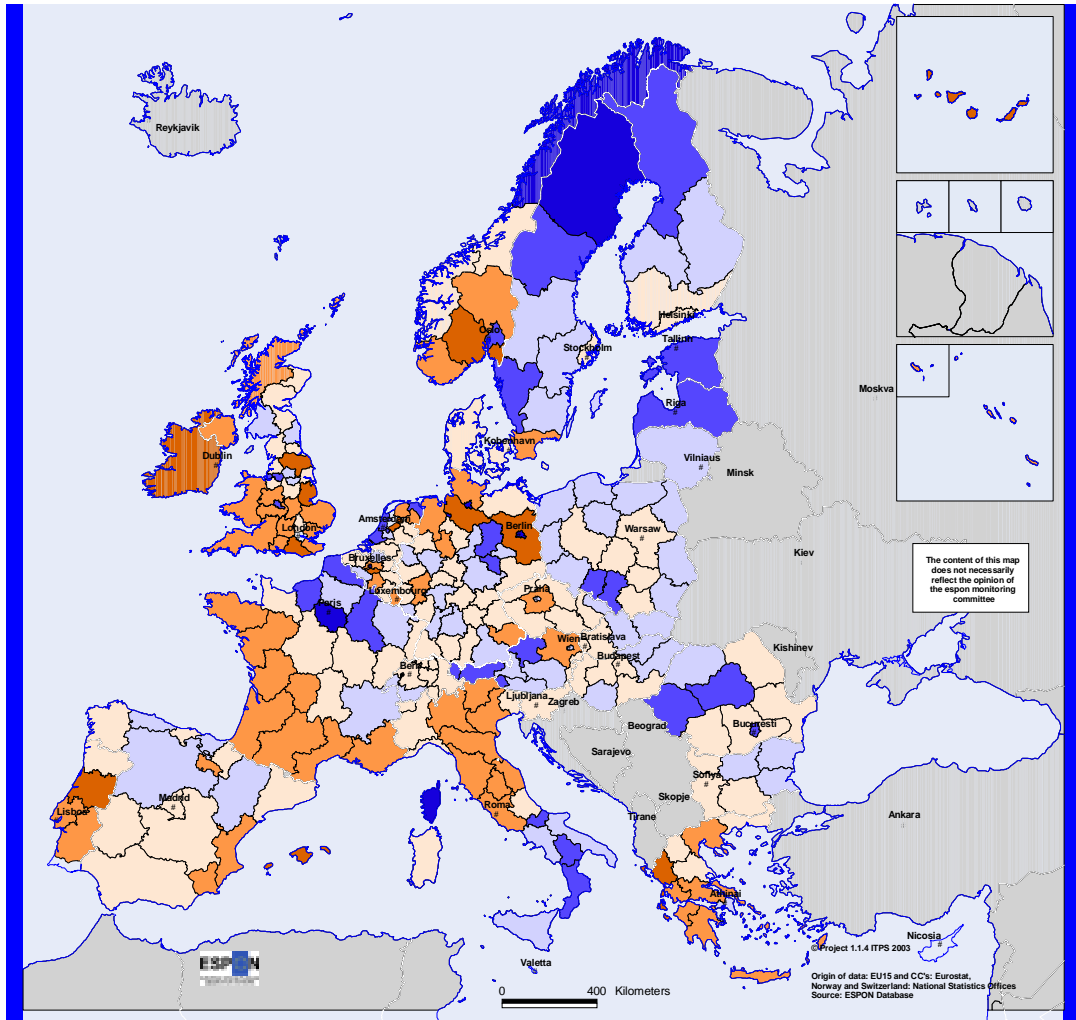 Reykjavik
Oslo
Helsinki
Stockholm
Tallinn
Riga
Moskva
København
Vilniaus
Minsk
Dublin
London
Amsterdam
Berlin
Warsaw
Bruxelles
Kiev
The content of this map
does not necessarily
reflect the opinion of
the espon monitoring
committee
Luxembourg
Praha
Paris
Wien
Bratislava
Kishinev
Bern
Budapest
Ljubljana
Zagreb
Beograd
Bucuresti
Sarajevo
Sofiya
Madrid
Lisboa
Roma
Skopje
Tirane
Ankara
Athinai
Nicosia
© Project 1.1.4 ITPS 2003
Valetta
ESPON
0 400 Kilometers
Origin of data: EU15 and CC's: Eurostat,
Norway and Switzerland: National Statistics Offices
Source: ESPON Database